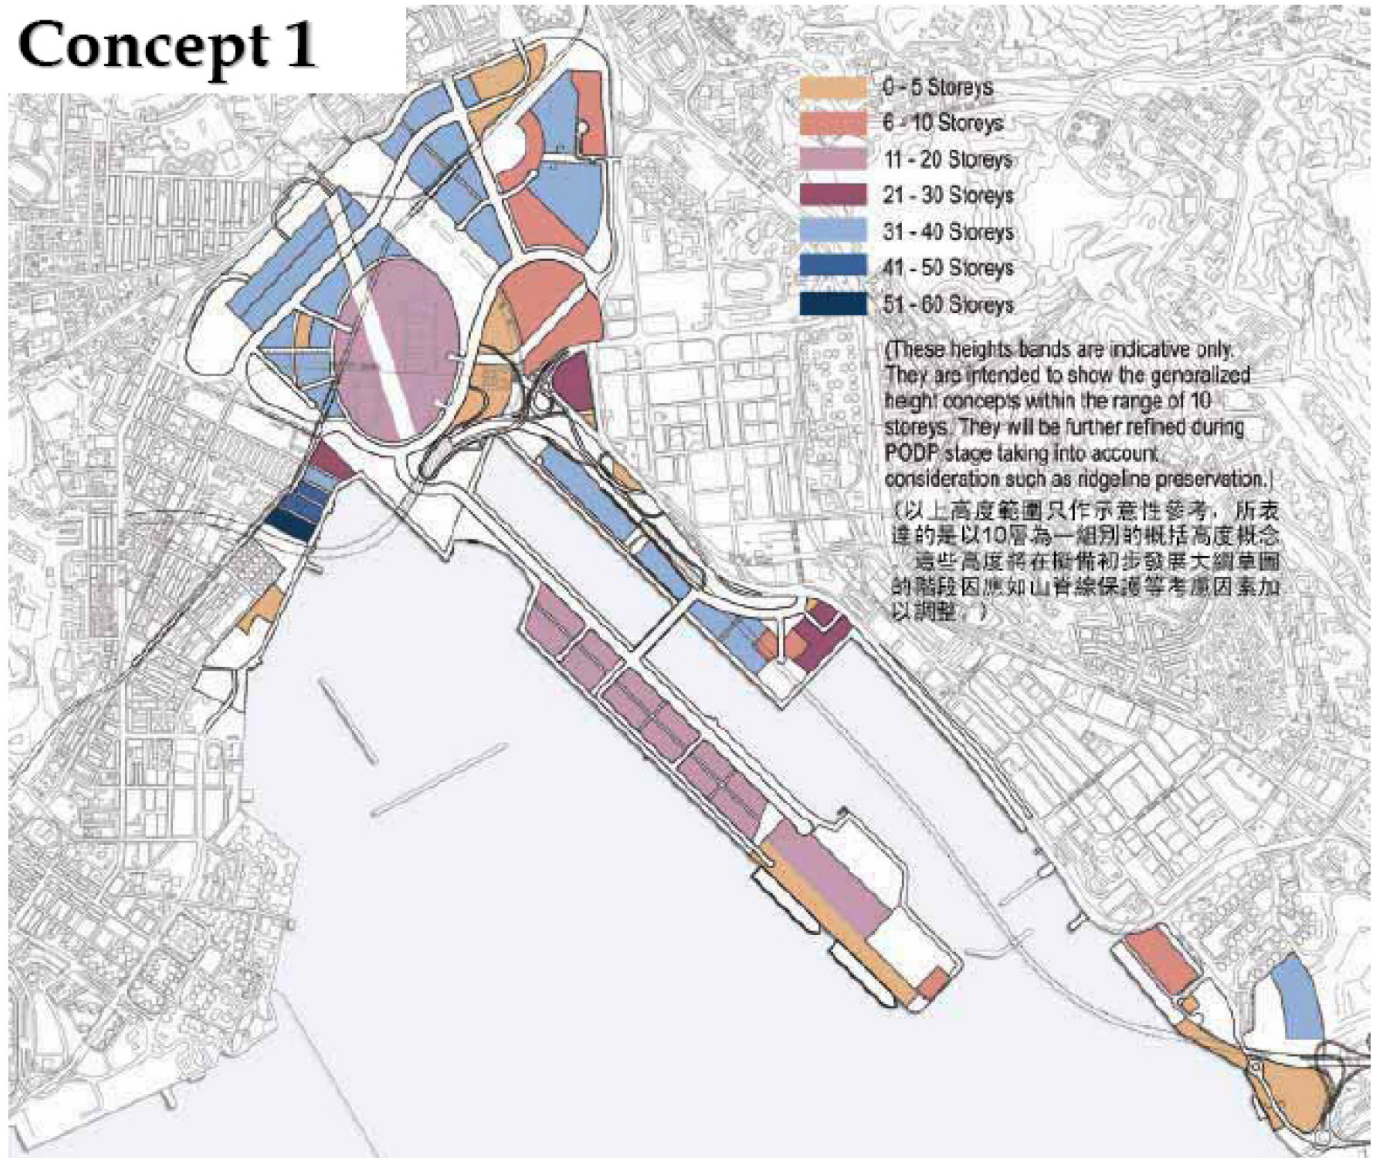 Concept 1
0 - 5 Storeys
6 - 10 Storeys
11 - 20 Storeys
21 - 30 Storeys
31 - 40 Storeys
41 - 50 Storeys
51 - 60 Storeys
(These heights bands are indicative only.
They are intended to show the generalized
height concepts within the range of 10
storeys. They will be further refined during
PODP stage taking into account
consideration such as ridgeline preservation.)
（以上高度範圍只作示意性參考，所表
達的是以10層為一組別的概括高度概念
。這些高度將在擬備初步發展大綱草圖
的階段因應如山脊線保護等考慮因素加
以調整。）